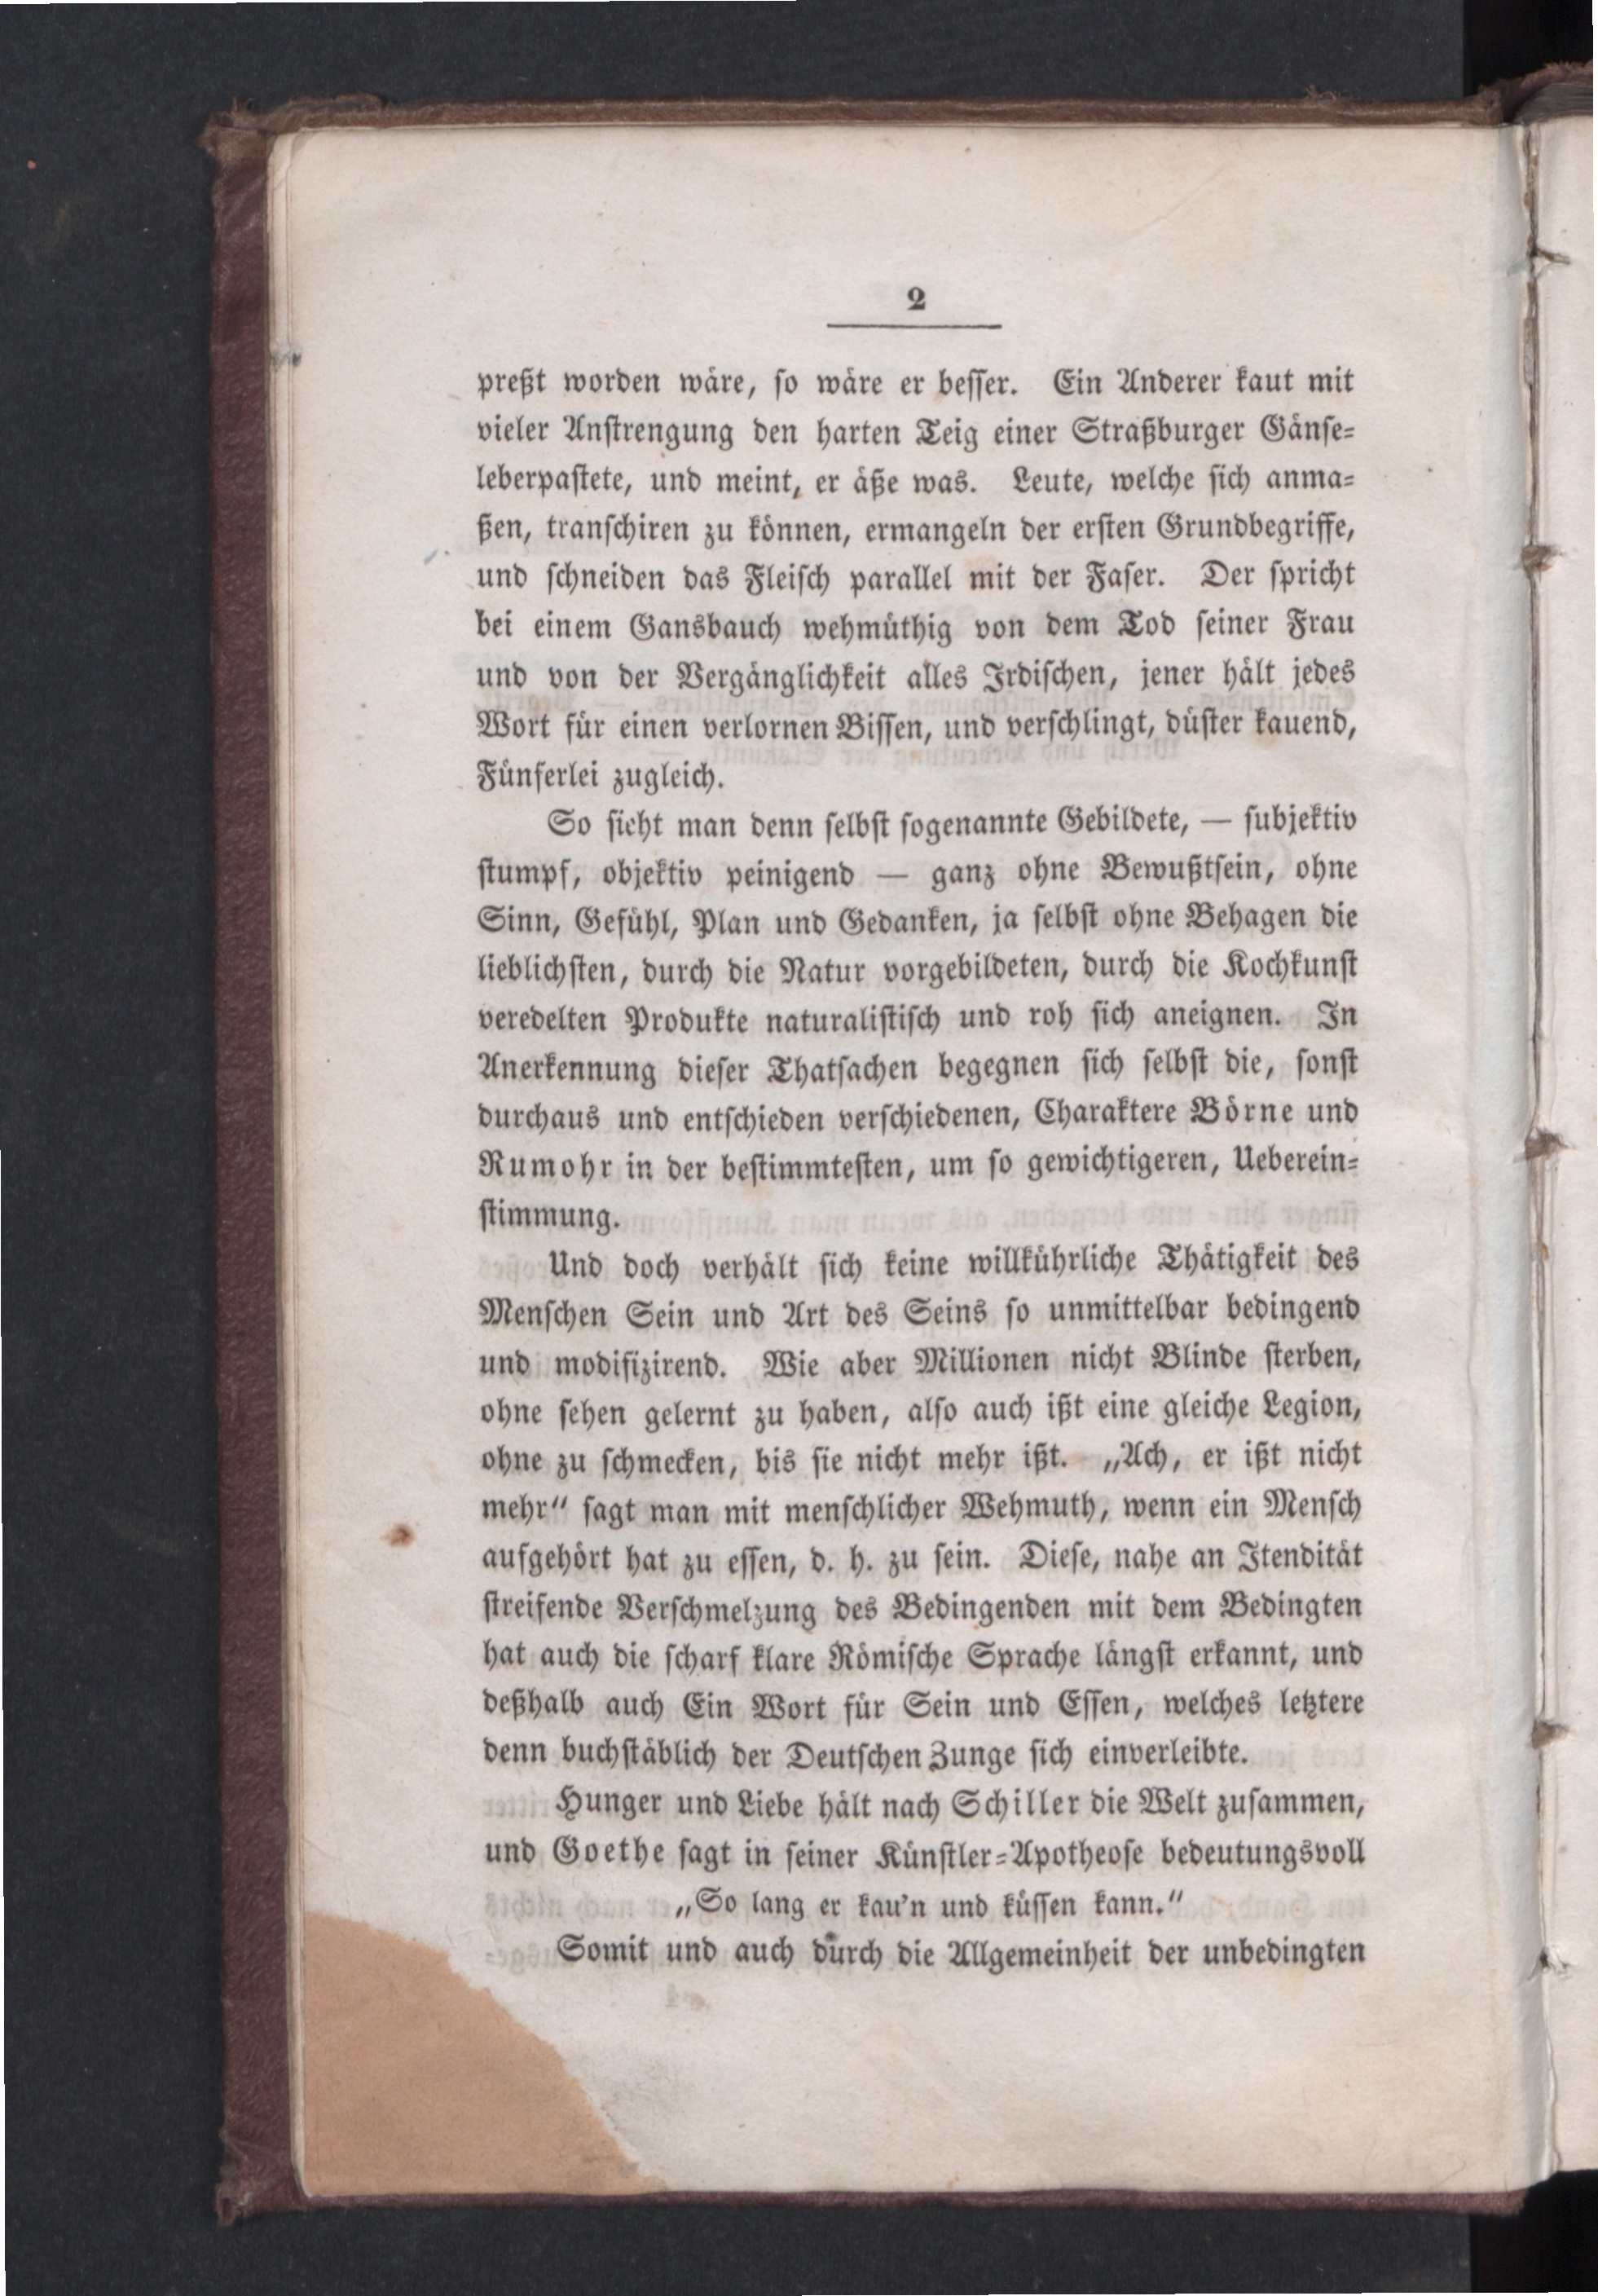 2
preßt worden wäre, so wäre er besser. Ein Anderer kaut mit
vieler Anstrengung den harten Teig einer Straßburger Gänse-
leberpastete, und meint, er äße was. Leute, welche sich anma-
ßen, transchiren zu können, ermangeln der ersten Grundbegriffe,
und schneiden das Fleisch parallel mit der Faser. Der spricht
bei einem Gansbauch wehmüthig von dem Tod seiner Frau
und von der Vergänglichkeit alles Irdischen, jener hält jedes
Wort für einen verlornen Bissen, und verschlingt, düster kauend,
Fünferlei zugleich.
So sieht man denn selbst sogenannte Gebildete, — subjektiv
stumpf, objektiv peinigend — ganz ohne Bewußtsein, ohne
Sinn, Gefühl, Plan und Gedanken, ja selbst ohne Behagen die
lieblichsten, durch die Natur vorgebildeten, durch die Kochkunst
veredelten Produkte naturalistisch und roh sich aneignen. In
Anerkennung dieser Thatsachen begegnen sich selbst die, sonst
durchaus und entschieden verschiedenen, Charaktere Börne und
Rumohr in der bestimmtesten, um so gewichtigeren, Ueberein-
stimmung.
Und doch verhält sich keine willkührliche Thätigkeit des
Menschen Sein und Art des Seins so unmittelbar bedingend
und modifizirend. Wie aber Millionen nicht Blinde sterben,
ohne sehen gelernt zu haben, also auch ißt eine gleiche Legion,
ohne zu schmecken, bis sie nicht mehr ißt. „Ach, er ißt nicht
mehr“ sagt man mit menschlicher Wehmuth, wenn ein Mensch
aufgehört hat zu essen, d. h. zu sein. Diese, nahe an Itendität
streifende Verschmelzung des Bedingenden mit dem Bedingten
hat auch die scharf klare Römische Sprache längst erkannt, und
deßhalb auch Ein Wort für Sein und Essen, welches letztere
denn buchstäblich der Deutschen Zunge sich einverleibte.
Hunger und Liebe hält nach Schiller die Welt zusammen,
und Goethe sagt in seiner Künstler-Apotheose bedeutungsvoll
„So lang er kau'n und küssen kann.“
Somit und auch durch die Allgemeinheit der unbedingten